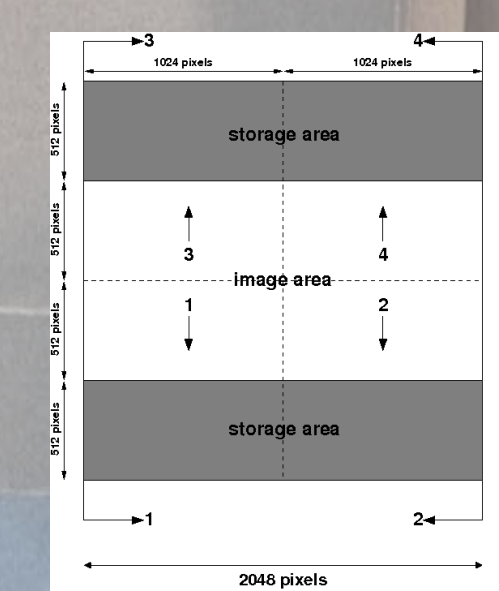 3 4
1024 pixels 1024 pixels
512 pixels
storage area
512 pixels
3 4
image area
1 2
512 pixels
storage area
512 pixels
1 2
2048 pixels